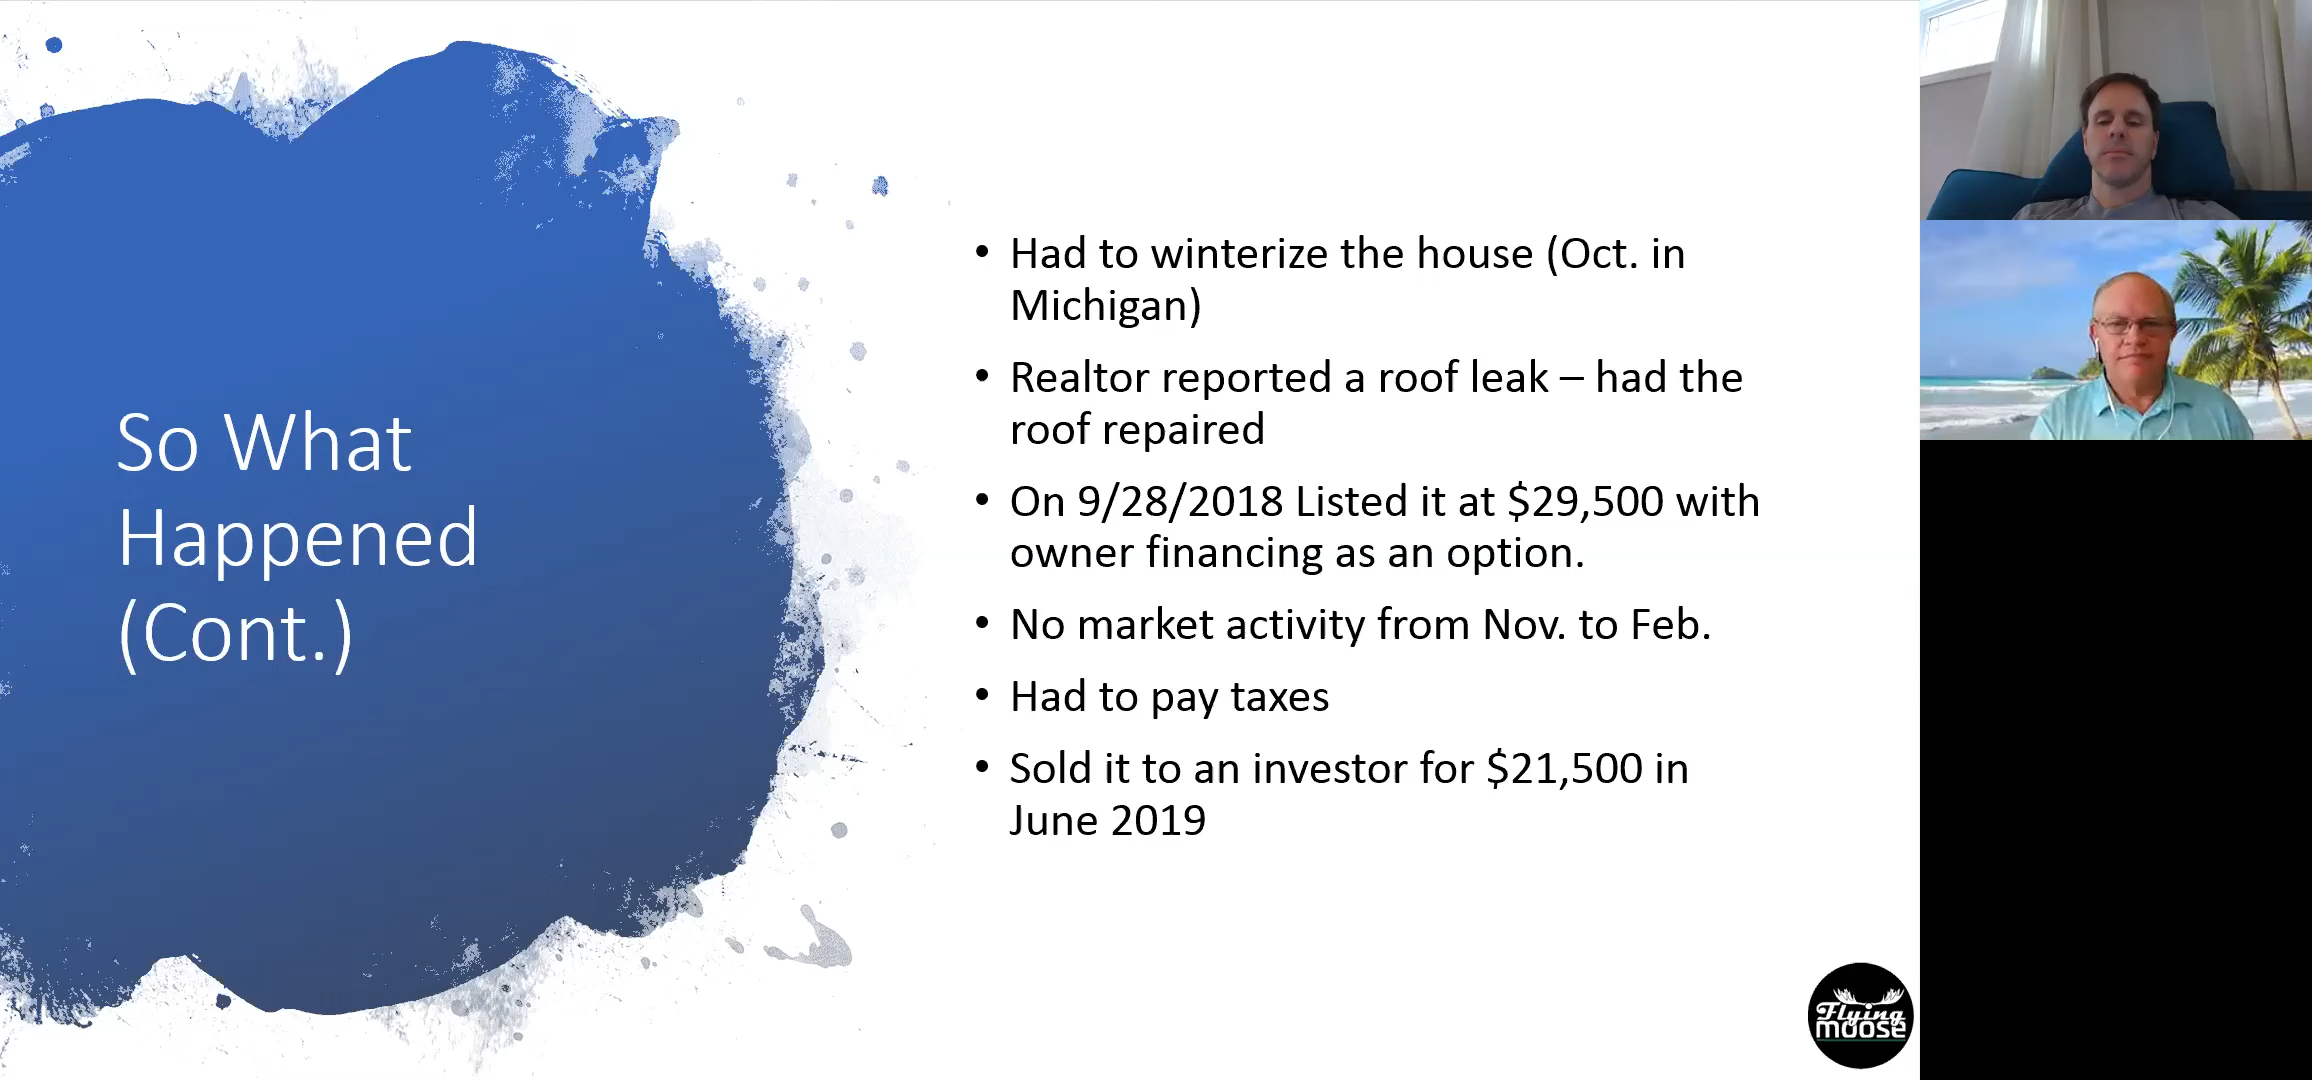 So What
Happened
(Cont.)
• Had to winterize the house (Oct. in
Michigan)
• Realtor reported a roof leak – had the
roof repaired
• On 9/28/2018 Listed it at $29,500 with
owner financing as an option.
• No market activity from Nov. to Feb.
• Had to pay taxes
• Sold it to an investor for $21,500 in
June 2019
Flying
moose